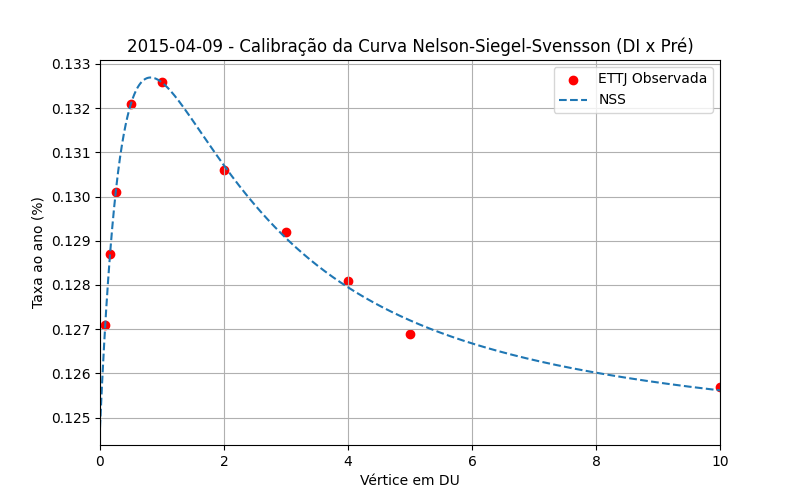 2015-04-09 - Calibração da Curva Nelson-Siegel-Svensson (DI x Pré)
ETTJ Observada
NSS
Taxa ao ano (%)
0.133
0.132
0.131
0.130
0.129
0.128
0.127
0.126
0.125
0 2 4 6 8 10
Vértice em DU